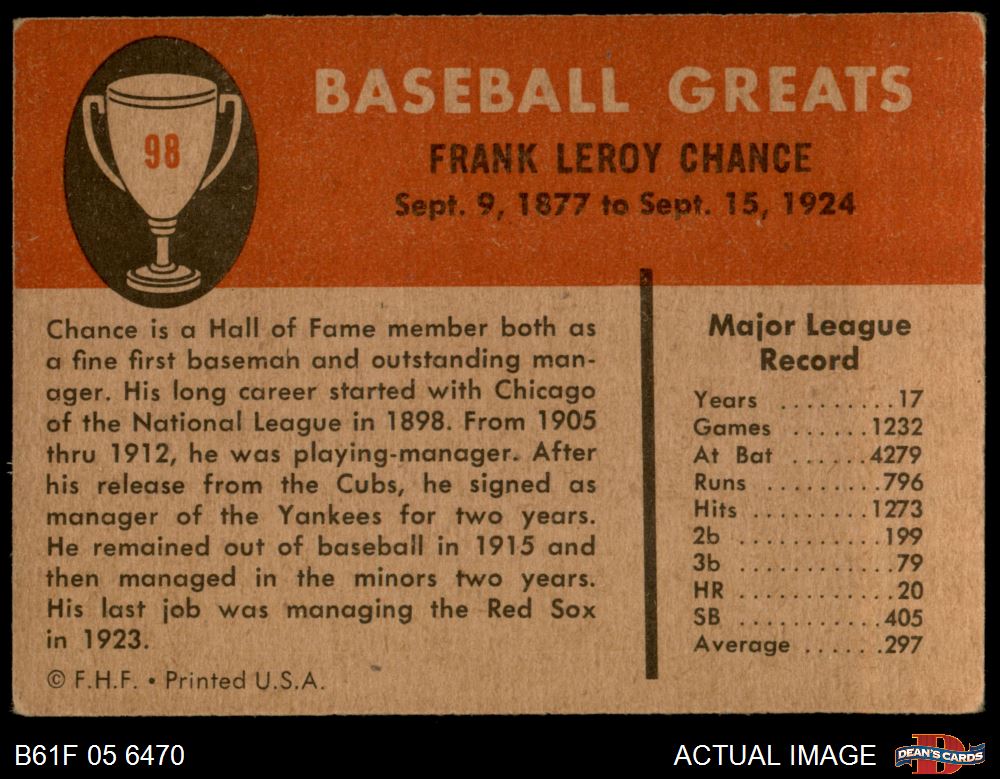 98
BASEBALL GREATS
FRANK LEROY CHANCE
Sept. 9, 1877 to Sept. 15, 1924
Chance is a Hall of Fame member both as
a fine first baseman and outstanding man-
ager. His long career started with Chicago
of the National League in 1898. From 1905
thru 1912, he was playing-manager. After
his release from the Cubs, he signed as
manager of the Yankees for two years.
He remained out of baseball in 1915 and
then managed in the minors two years.
His last job was managing the Red Sox
in 1923.
© F.H.F. • Printed U.S.A.
Major League
Record
Years .........17
Games ......1232
At Bat ......4279
Runs .........796
Hits .........1273
2b ...........199
3b ............79
HR ............20
SB ...........405
Average ......297
B61F 05 6470
ACTUAL IMAGE
DEAN'S CARDS